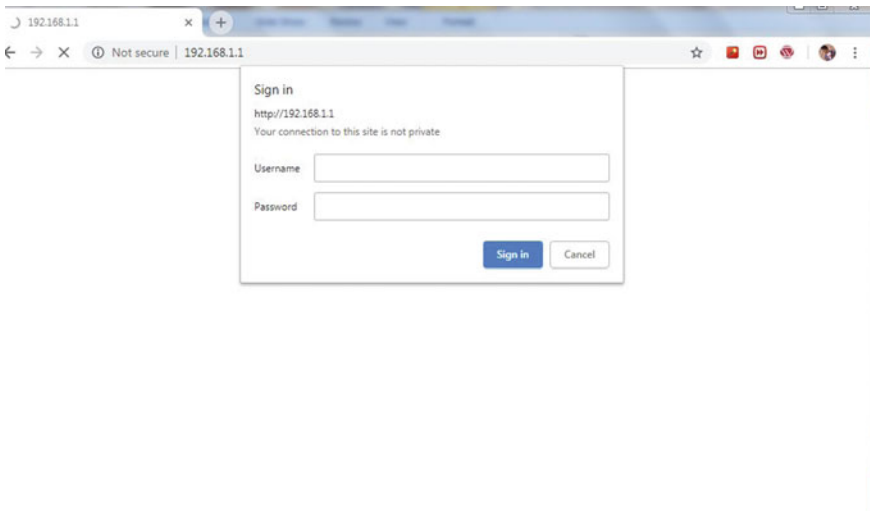 192.168.1.1
Not secure | 192.168.1.1
Sign in
http://192.168.1.1
Your connection to this site is not private
Username
Password
Sign in
Cancel